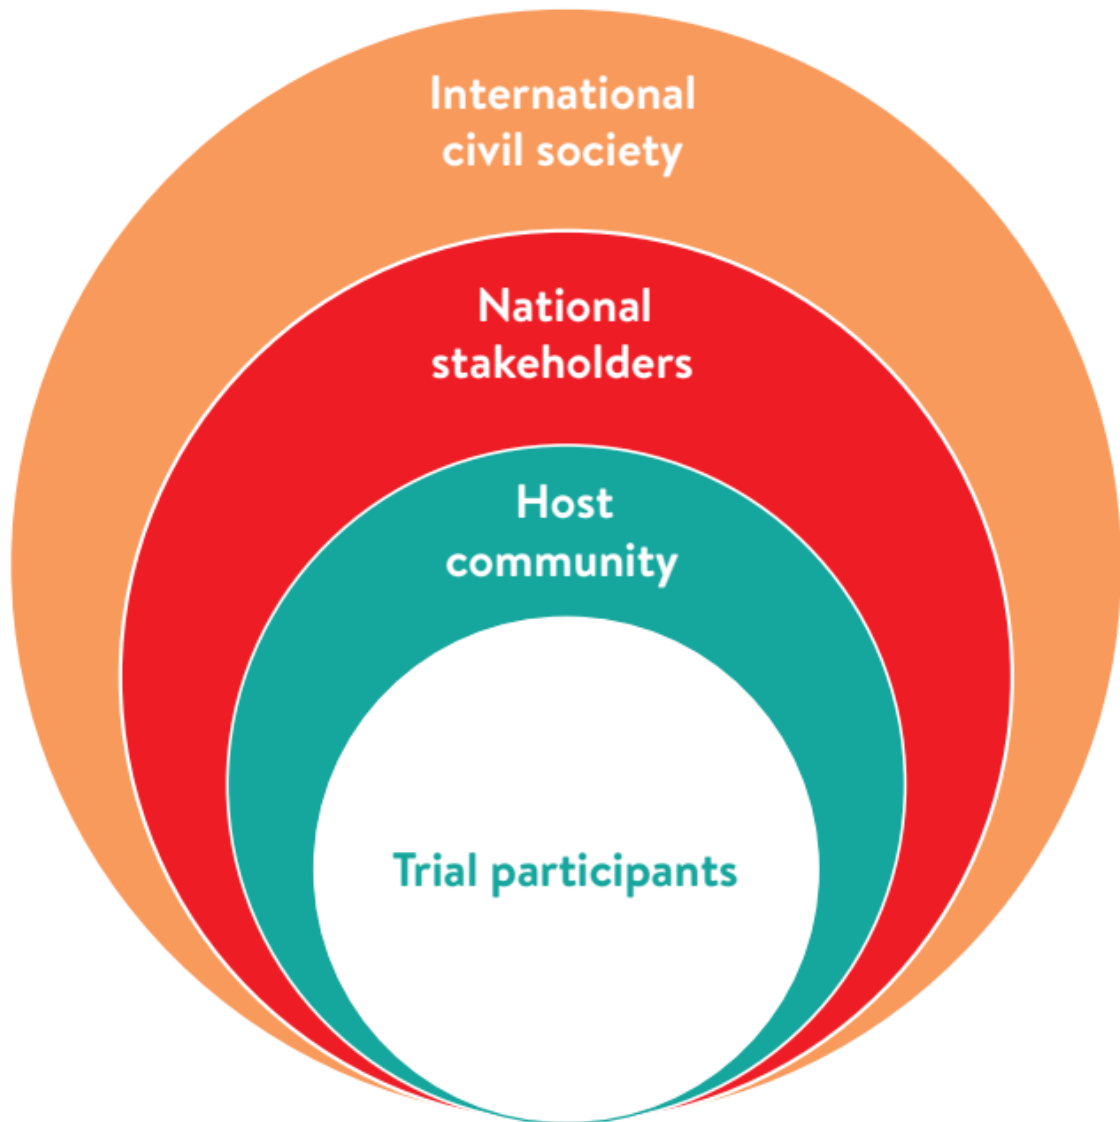 International
civil society
National
stakeholders
Host
community
Trial participants